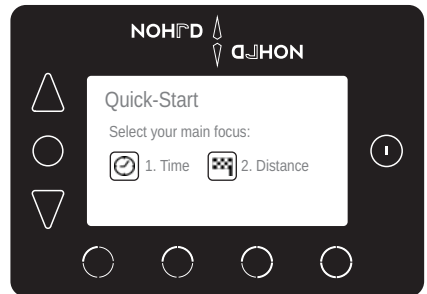 NOHrD
NOHrD
Quick-Start
Select your main focus:
1. Time 2. Distance